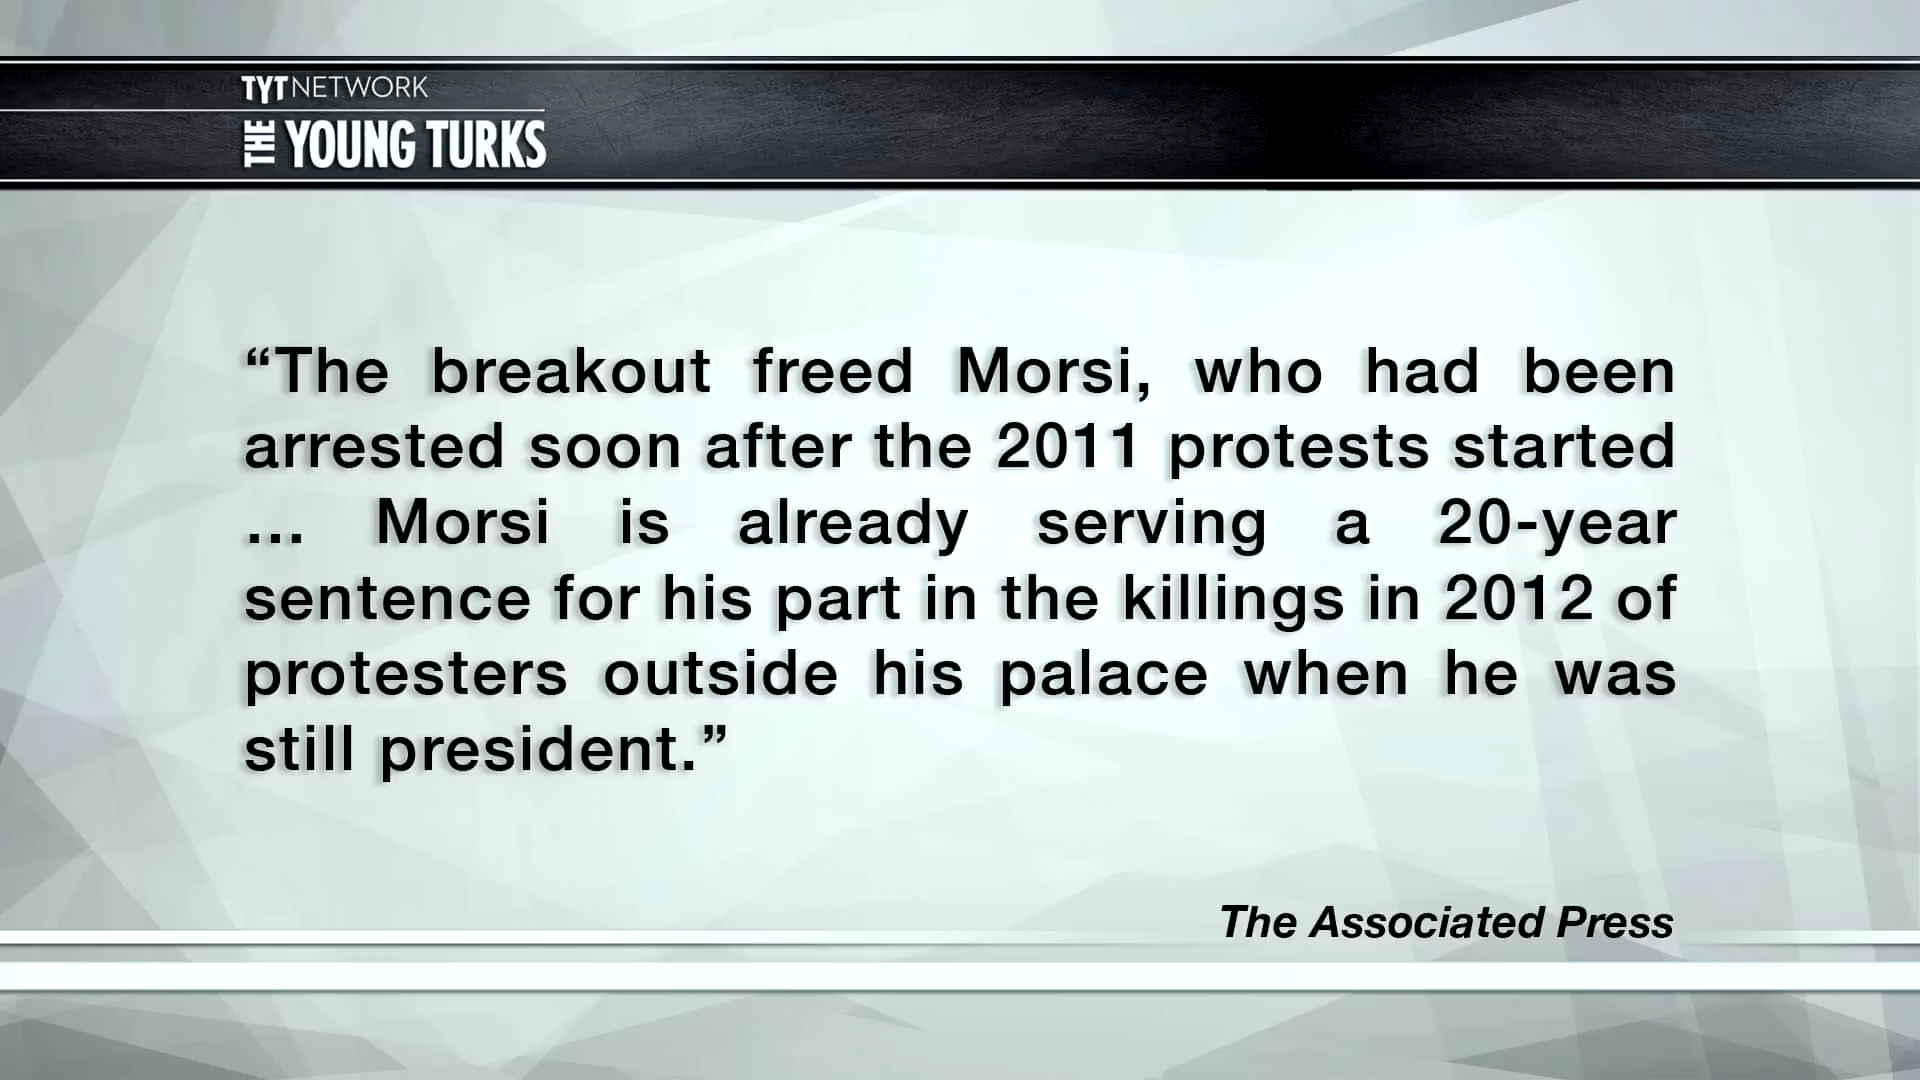 TYT NETWORK
THE YOUNG TURKS
“The breakout freed Morsi, who had been
arrested soon after the 2011 protests started
... Morsi is already serving a 20-year
sentence for his part in the killings in 2012 of
protesters outside his palace when he was
still president.”
The Associated Press